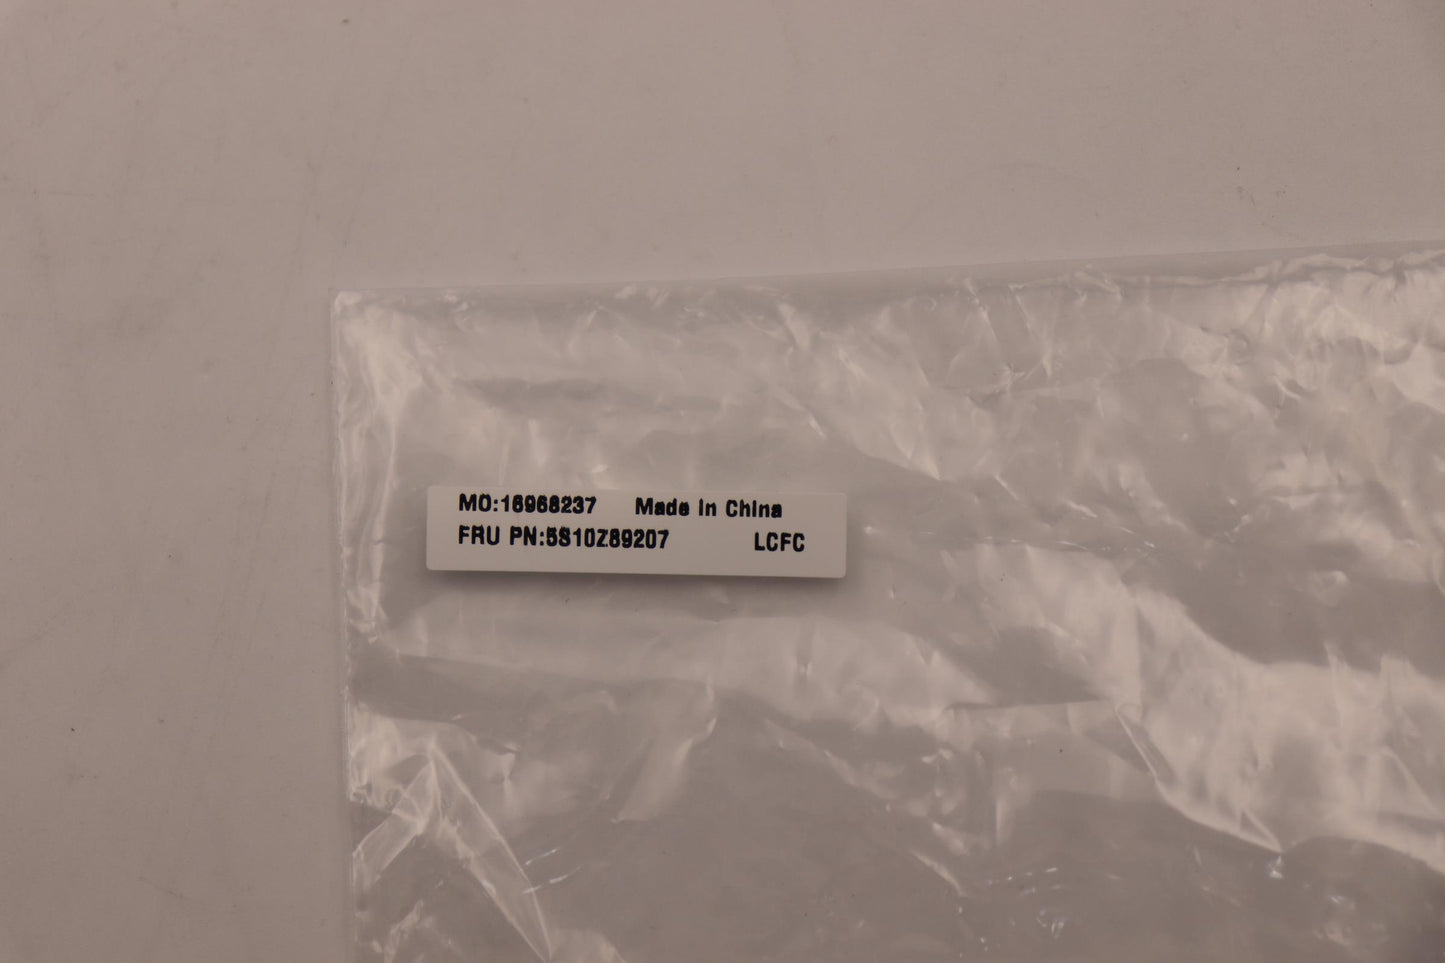 MO:16968237 Made in China
FRU PN:5S10Z89207 LCFC